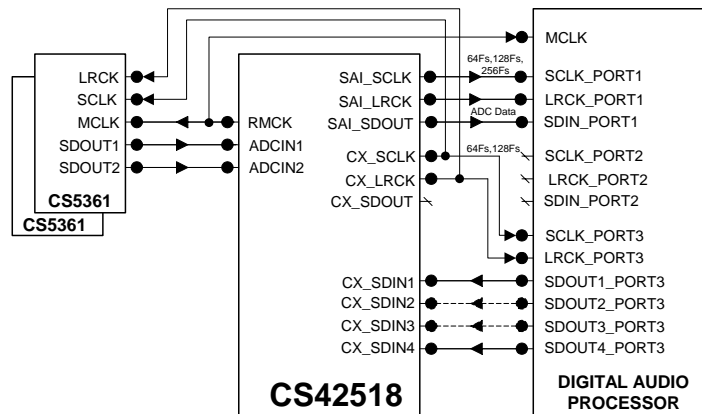 LRCK
SCLK
MCLK
SDOUT1
SDOUT2
CS5361
CS5361
RMCK
ADCIN1
ADCIN2
SAI_SCLK
SAI_LRCK
SAI_SDOUT
CX_SCLK
CX_LRCK
CX_SDOUT
CX_SDIN1
CX_SDIN2
CX_SDIN3
CX_SDIN4
CS42518
64Fs,128Fs,
256Fs
ADC Data
64Fs,128Fs
MCLK
SCLK_PORT1
LRCK_PORT1
SDIN_PORT1
SCLK_PORT2
LRCK_PORT2
SDIN_PORT2
SCLK_PORT3
LRCK_PORT3
SDOUT1_PORT3
SDOUT2_PORT3
SDOUT3_PORT3
SDOUT4_PORT3
DIGITAL AUDIO
PROCESSOR